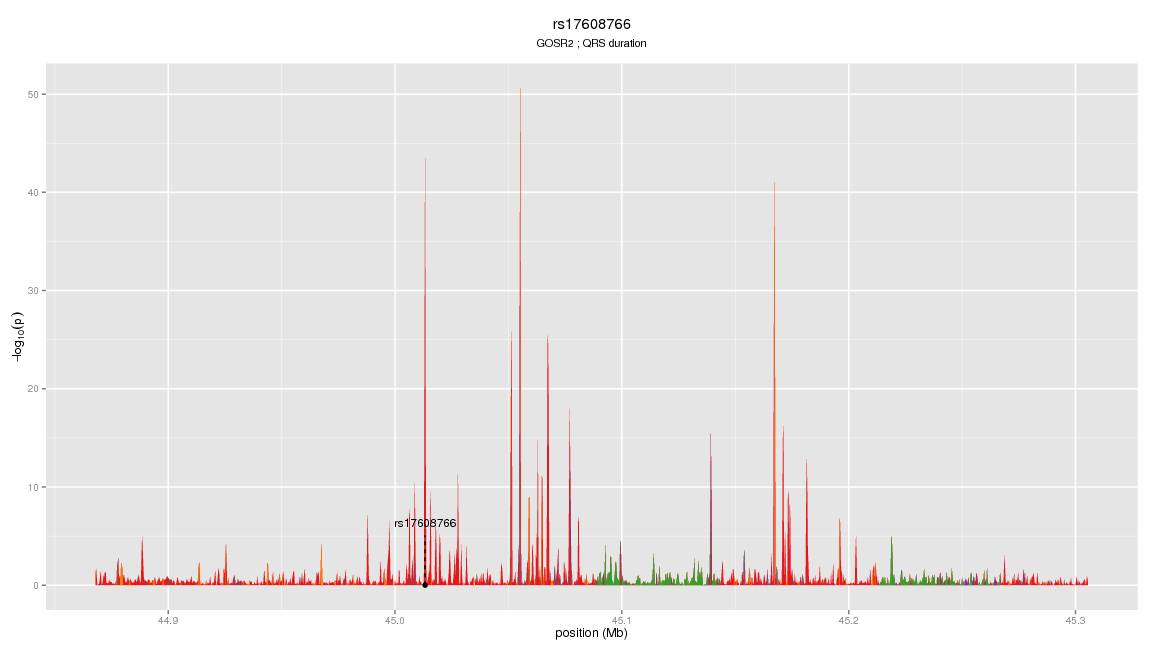 rs17608766
GOSR2 ; QRS duration
50
40
30
20
10
0
−log10(p)
rs17608766
44.9
45.0
45.1
45.2
45.3
position (Mb)